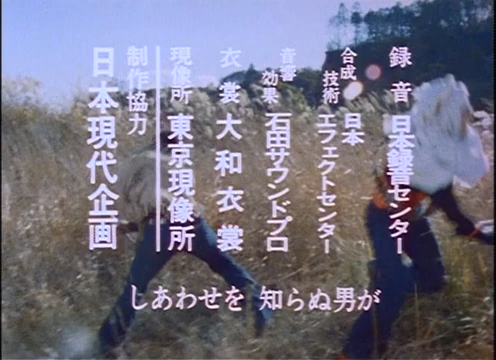 録音 日本録音センター
合成技術 日本エフェクトセンター
音響効果 石田サウンドプロ
衣裳 大和衣裳
現像所 東京現像所
制作協力
日本現代企画
しあわせを 知らぬ男が